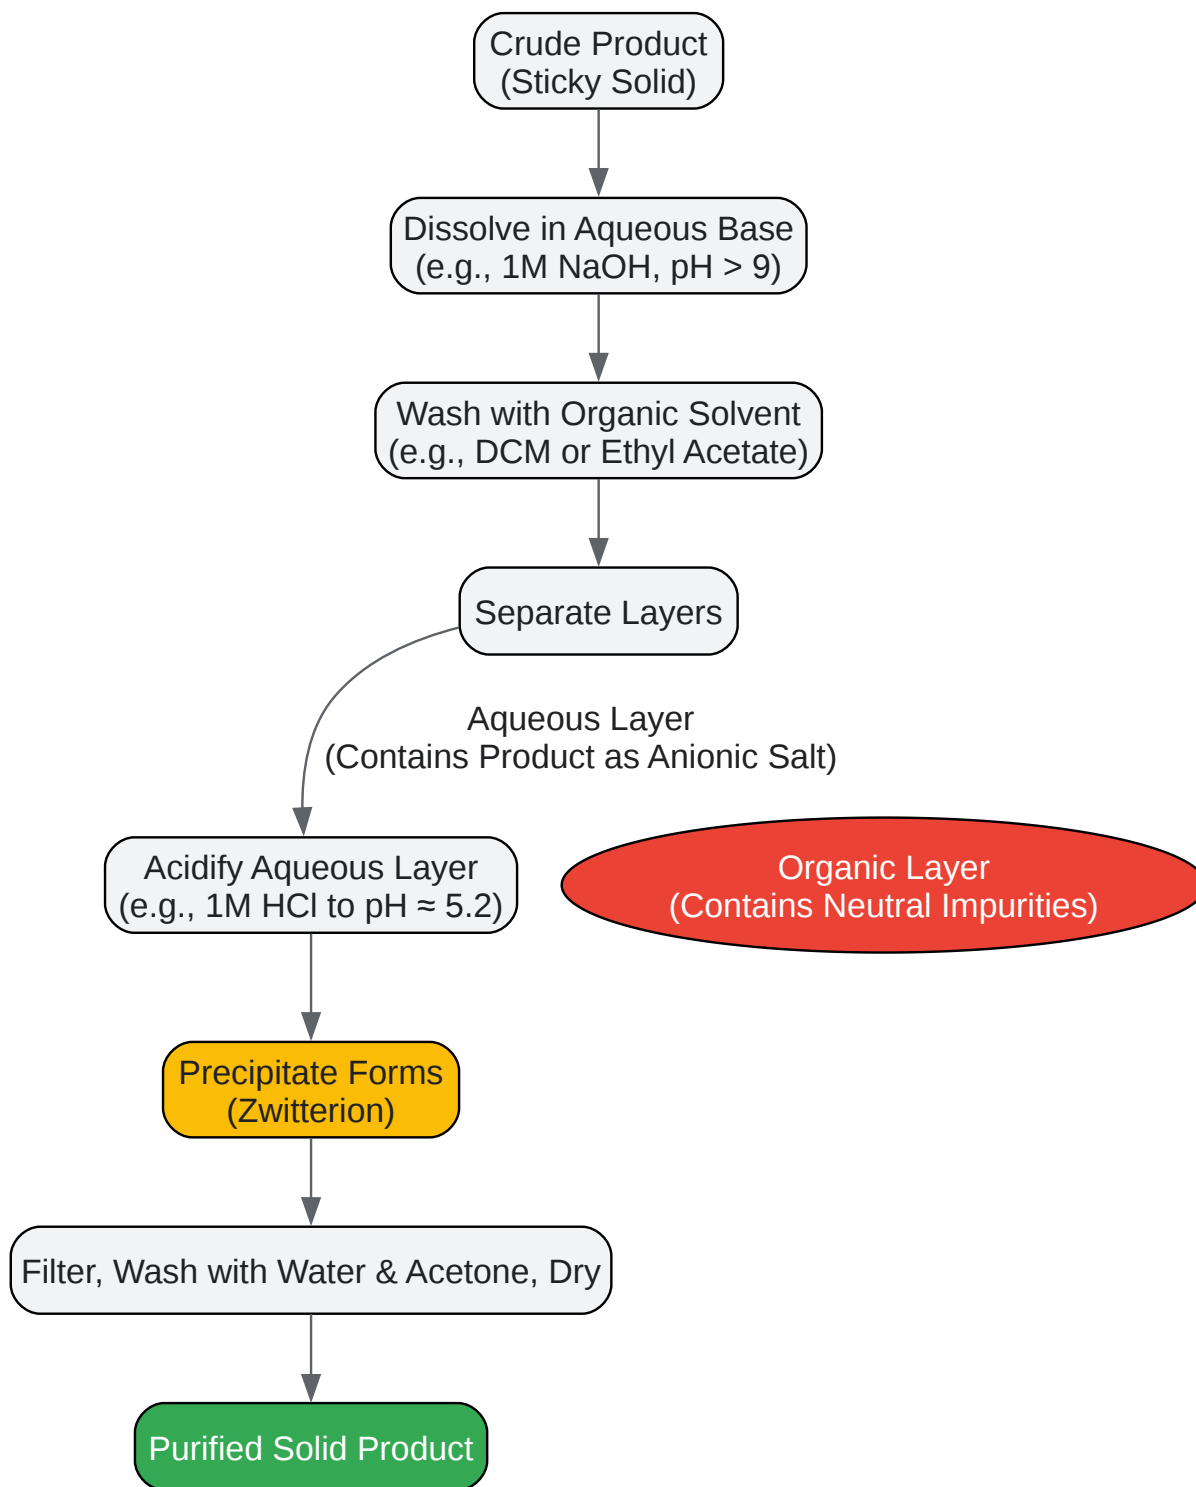 Crude Product
(Sticky Solid)
Dissolve in Aqueous Base
(e.g., 1M NaOH, pH > 9)
Wash with Organic Solvent
(e.g., DCM or Ethyl Acetate)
Separate Layers
Aqueous Layer
(Contains Product as Anionic Salt)
Acidify Aqueous Layer
(e.g., 1M HCl to pH ≈ 5.2)
Organic Layer
(Contains Neutral Impurities)
Precipitate Forms
(Zwitterion)
Filter, Wash with Water & Acetone, Dry
Purified Solid Product